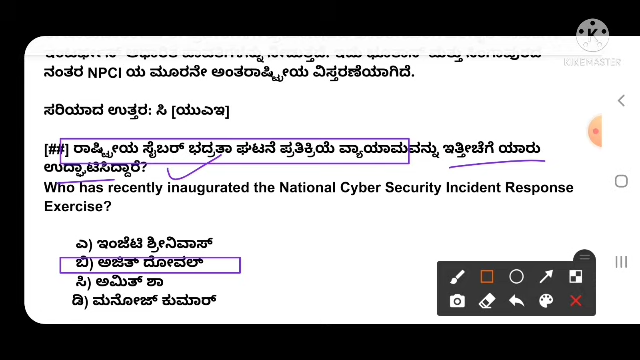 ನಂತರ NPCI ಯ ಮೂರನೇ ಅಂತರಾಷ್ಟ್ರೀಯ ವಿಸ್ತರಣೆಯಾಗಿದೆ.
ಸರಿಯಾದ ಉತ್ತರ: ಸಿ [ಯುಎಇ]
[##] ರಾಷ್ಟ್ರೀಯ ಸೈಬರ್ ಭದ್ರತಾ ಘಟನೆ ಪ್ರತಿಕ್ರಿಯೆ ವ್ಯಾಯಾಮವನ್ನು ಇತ್ತೀಚೆಗೆ ಯಾರು
ಉದ್ಘಾಟಿಸಿದ್ದಾರೆ?
Who has recently inaugurated the National Cyber Security Incident Response
Exercise?
ಎ) ಇಂಜೆಟಿ ಶ್ರೀನಿವಾಸ್
ಬಿ) ಅಜಿತ್ ದೋವಲ್
ಸಿ) ಅಮಿತ್ ಶಾ
ಡಿ) ಮನೋಜ್ ಕುಮಾರ್
KINEMASTER